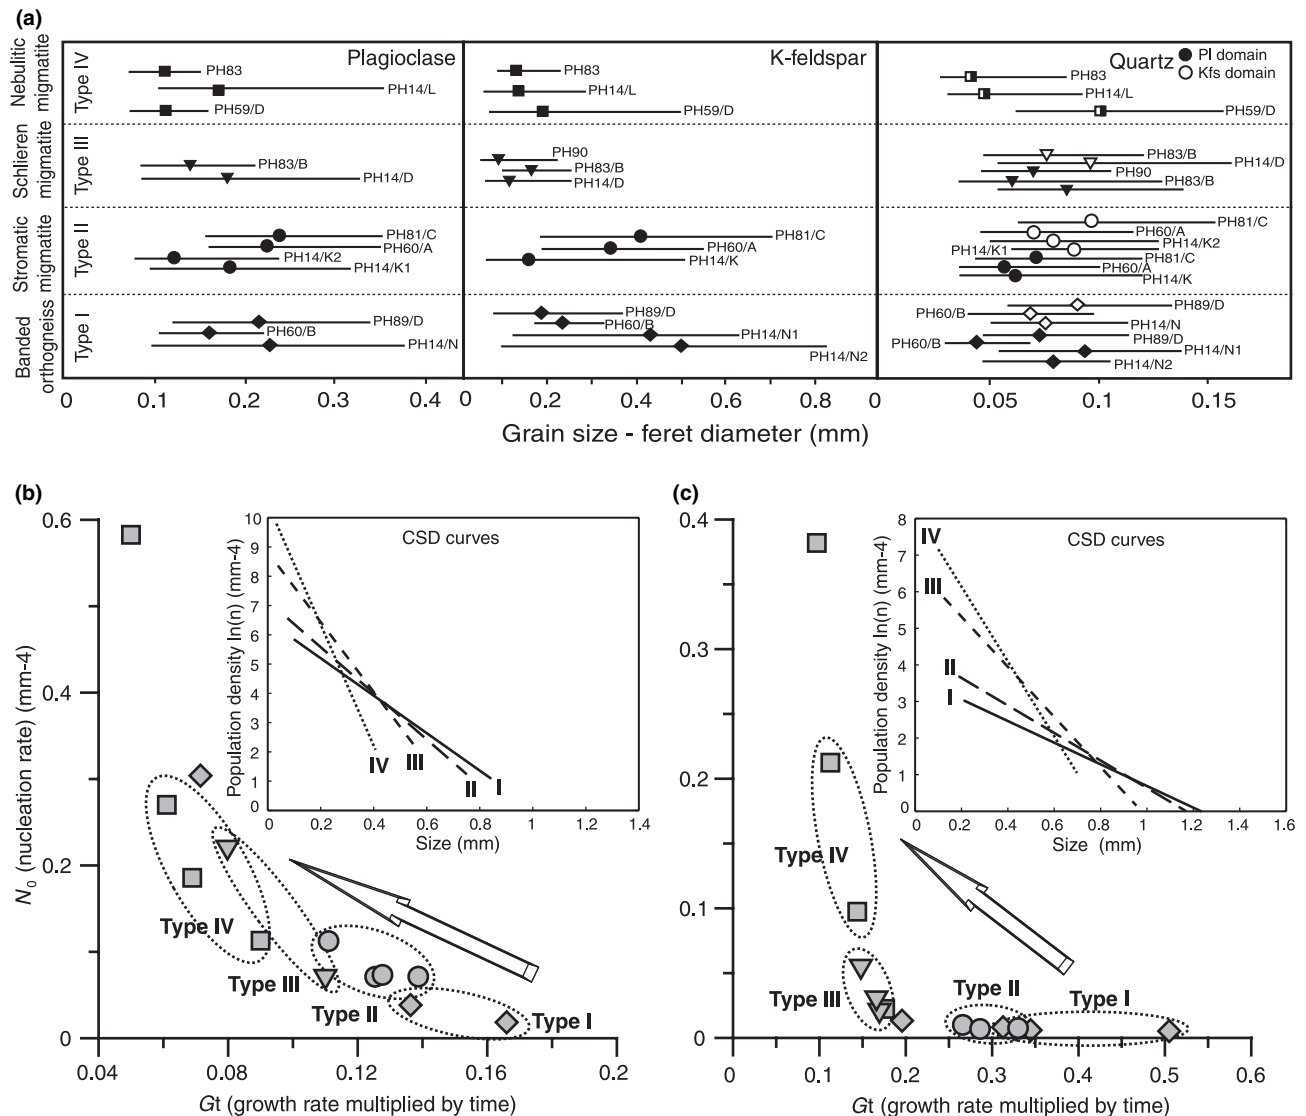 (a)
Nebulitic
migmatite
Type IV
Schlieren
migmatite
Type III
Stromatic
migmatite
Type II
Banded
orthogneiss
Type I
Plagioclase
PH83
PH14/L
PH59/D
PH83/B
PH14/D
PH81/C
PH60/A
PH14/K2
PH14/K1
PH89/D
PH60/B
PH14/N
0 0.1 0.2 0.3 0.4
K-feldspar
PH83
PH14/L
PH59/D
PH90
PH83/B
PH14/D
PH81/C
PH60/A
PH14/K
PH89/D
PH60/B
PH14/N1
PH14/N2
0 0.2 0.4 0.6 0.8
Quartz
Pl domain
Kfs domain
PH83
PH14/L
PH59/D
PH83/B
PH14/D
PH90
PH83/B
PH81/C
PH60/A
PH14/K2
PH14/K1
PH81/C
PH60/A
PH14/K
PH89/D
PH60/B
PH14/N
PH89/D
PH60/B
PH14/N1
PH14/N2
0 0.05 0.1 0.15
Grain size - feret diameter (mm)
(b)
N0 (nucleation rate) (mm-4)
0.6
0.4
0.2
0
0.04 0.08 0.12 0.16 0.2
Gt (growth rate multiplied by time)
Type IV
Type III
Type II
Type I
CSD curves
Population density ln(n) (mm-4)
10
9
8
7
6
5
4
3
2
1
0
0 0.2 0.4 0.6 0.8 1 1.2 1.4
Size (mm)
IV
III
II
I
(c)
0.4
0.3
0.2
0.1
0
0 0.1 0.2 0.3 0.4 0.5 0.6
Gt (growth rate multiplied by time)
Type IV
Type III
Type II
Type I
CSD curves
Population density ln(n) (mm-4)
8
7
6
5
4
3
2
1
0
0 0.2 0.4 0.6 0.8 1 1.2 1.4 1.6
Size (mm)
IV
III
II
I